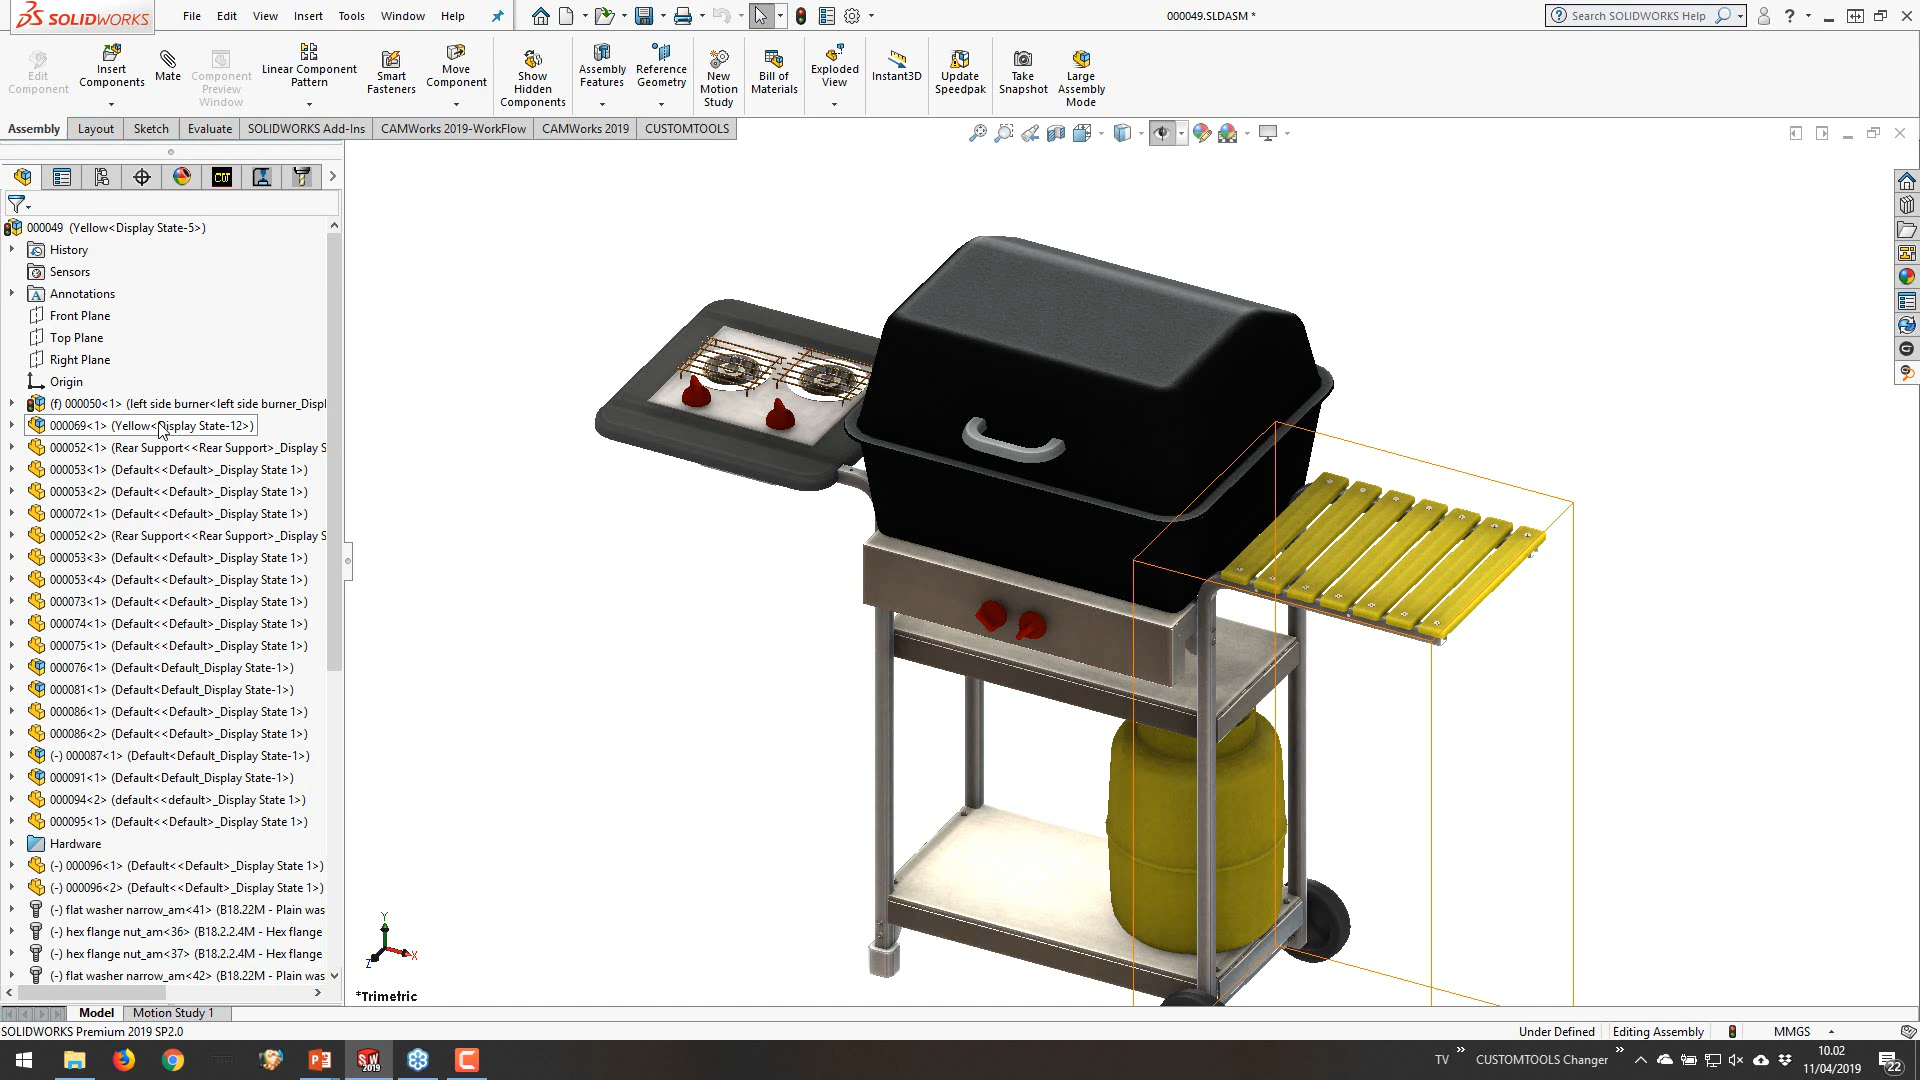 SOLIDWORKS File Edit View Insert Tools Window Help 000049.SLDASM * Search SOLIDWORKS Help
Edit Component
Insert Components
Mate
Component Preview Window
Linear Component Pattern
Smart Fasteners
Move Component
Show Hidden Components
Assembly Features
Reference Geometry
New Motion Study
Bill of Materials
Exploded View
Instant3D
Update Speedpak
Take Snapshot
Large Assembly Mode
Assembly Layout Sketch Evaluate SOLIDWORKS Add-Ins CAMWorks 2019-WorkFlow CAMWorks 2019 CUSTOMTOOLS
000049 (Yellow<Display State-5>)
History
Sensors
Annotations
Front Plane
Top Plane
Right Plane
Origin
(f) 000050<1> (left side burner<left side burner_Displ
000069<1> (Yellow<Display State-12>)
000052<1> (Rear Support<<Rear Support>_Display S
000053<1> (Default<<Default>_Display State 1>)
000053<2> (Default<<Default>_Display State 1>)
000072<1> (Default<<Default>_Display State 1>)
000052<2> (Rear Support<<Rear Support>_Display S
000053<3> (Default<<Default>_Display State 1>)
000053<4> (Default<<Default>_Display State 1>)
000073<1> (Default<<Default>_Display State 1>)
000074<1> (Default<<Default>_Display State 1>)
000075<1> (Default<<Default>_Display State 1>)
000076<1> (Default<Default_Display State-1>)
000081<1> (Default<Default_Display State-1>)
000086<1> (Default<<Default>_Display State 1>)
000086<2> (Default<<Default>_Display State 1>)
(-) 000087<1> (Default<Default_Display State-1>)
000091<1> (Default<Default_Display State-1>)
000094<2> (default<<default>_Display State 1>)
000095<1> (Default<<Default>_Display State 1>)
Hardware
(-) 000096<1> (Default<<Default>_Display State 1>)
(-) 000096<2> (Default<<Default>_Display State 1>)
(-) flat washer narrow_am<41> (B18.22M - Plain was
(-) hex flange nut_am<36> (B18.2.2.4M - Hex flange
(-) hex flange nut_am<37> (B18.2.2.4M - Hex flange
(-) flat washer narrow_am<42> (B18.22M - Plain was
Y
X
Z
*Trimetric
Model Motion Study 1
SOLIDWORKS Premium 2019 SP2.0 Under Defined Editing Assembly MMGS
TV CUSTOMTOOLS Changer 10.02
11/04/2019
22